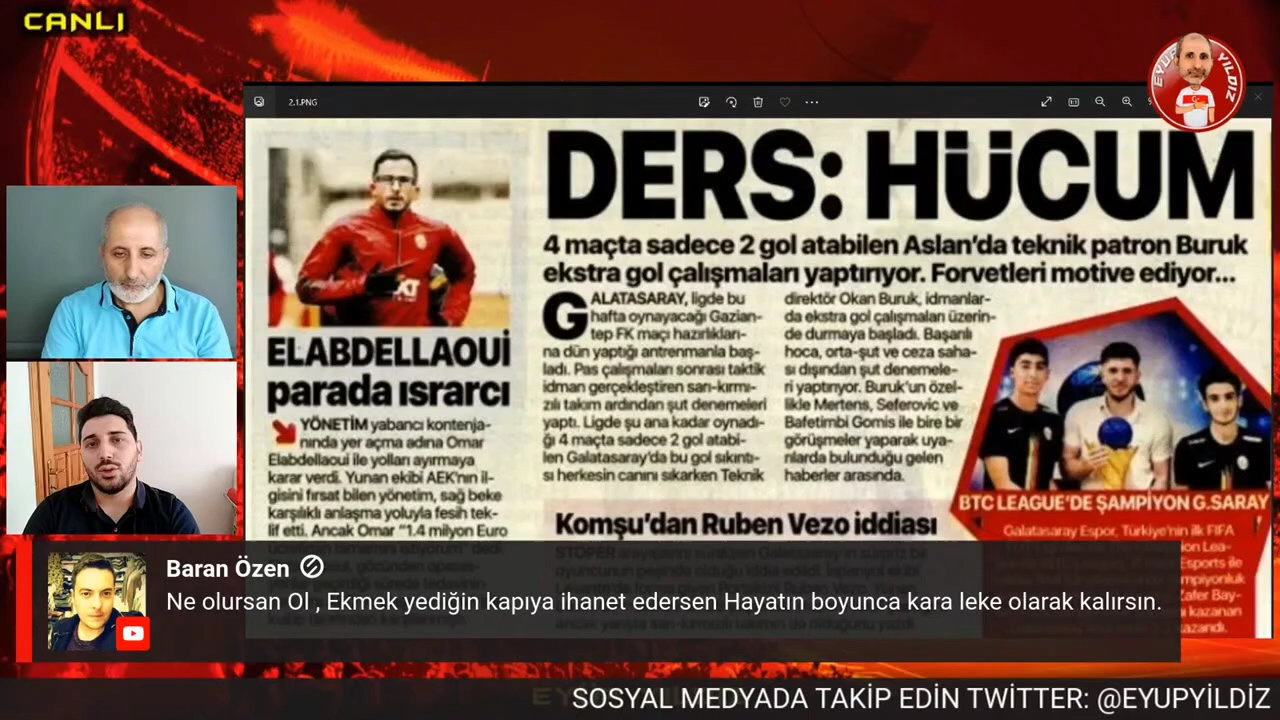 CANLI
2.1.PNG
EYUP YILDIZ
DERS: HÜCUM
4 maçta sadece 2 gol atabilen Aslan’da teknik patron Buruk
ekstra gol çalışmaları yaptırıyor. Forvetleri motive ediyor...
GALATASARAY, ligde bu
hafta oynayacağı Gazian-
tep FK maçı hazırlıkları-
na dün yaptığı antrenmanla baş-
ladı. Pas çalışmaları sonrası taktik
idman gerçekleştiren sarı-kırmı-
zılı takım ardından şut denemeleri
yaptı. Ligde şu ana kadar oynadı-
ğı 4 maçta sadece 2 gol atabi-
len Galatasaray’da bu gol sıkıntı-
sı herkesin canını sıkarken Teknik
direktör Okan Buruk, idmanlar-
da ekstra gol çalışmaları üzerin-
de durmaya başladı. Başarılı
hoca, orta-şut ve ceza saha-
sı dışından şut denemele-
ri yaptırıyor. Buruk’un özel-
likle Mertens, Seferovic ve
Bafetimbi Gomis ile bire bir
görüşmeler yaparak uya-
rılarda bulunduğu gelen
haberler arasında.
ELABDELLAOUİ
parada ısrarcı
YÖNETİM yabancı kontenja-
nında yer açma adına Omar
Elabdellaoui ile yolları ayırmaya
karar verdi. Yunan ekibi AEK’nın il-
gisini fırsat bilen yönetim, sağ beke
karşılıklı anlaşma yoluyla fesih tek-
lif etti. Ancak Omar “1.4 milyon Euro
Komşu’dan Ruben Vezo iddiası
BTC LEAGUE’DE ŞAMPİYON G.SARAY
Galatasaray Espor, Türkiye’nin ilk FIFA
Baran Özen
Ne olursan Ol , Ekmek yediğin kapıya ihanet edersen Hayatın boyunca kara leke olarak kalırsın.
SOSYAL MEDYADA TAKİP EDİN TWİTTER: @EYUPYİLDİZ